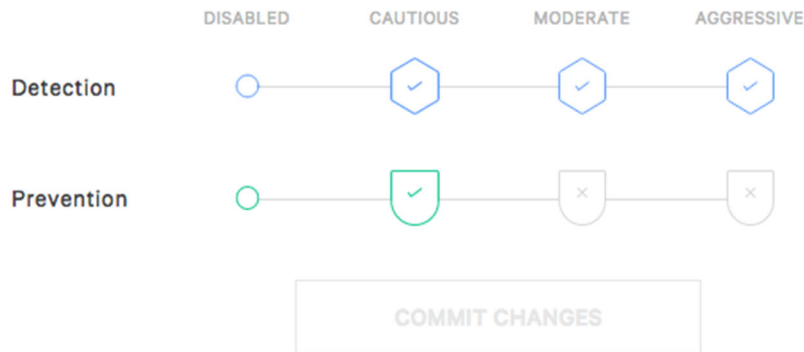 DISABLED CAUTIOUS MODERATE AGGRESSIVE
Detection
Prevention
COMMIT CHANGES